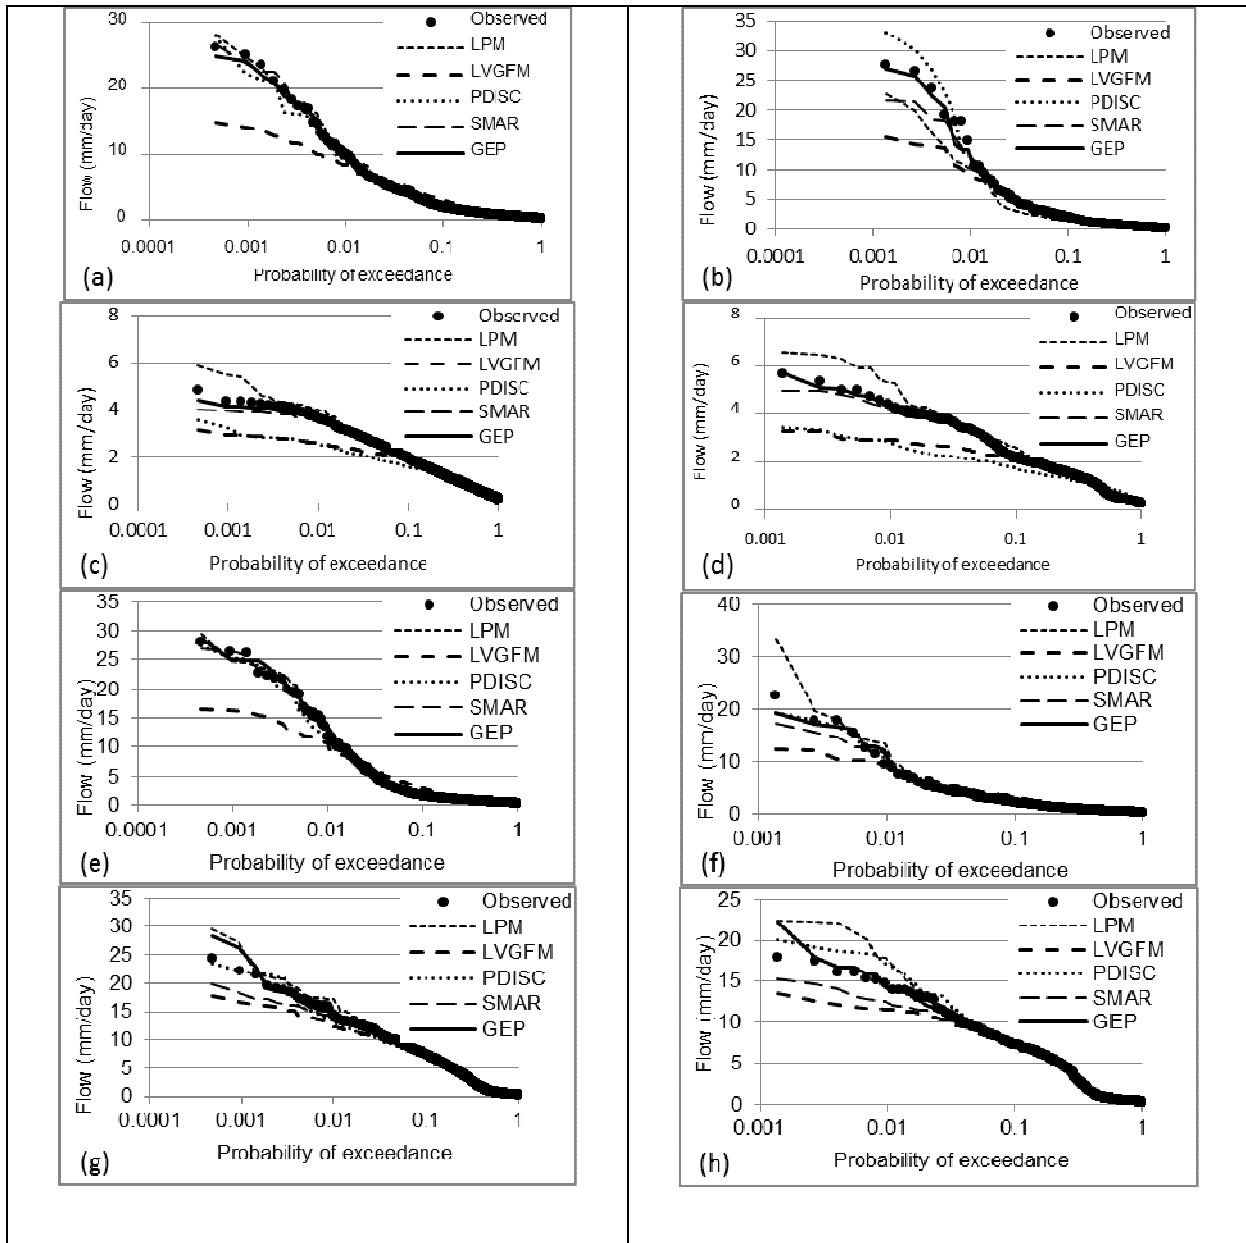 30
20
10
0
Flow (mm/day)
0.0001 0.001 0.01 0.1 1
Probability of exceedance
(a)
Observed
LPM
LVGFM
PDISC
SMAR
GEP
35
30
25
20
15
10
5
0
Flow (mm/day)
0.0001 0.001 0.01 0.1 1
Probability of exceedance
(b)
Observed
LPM
LVGFM
PDISC
SMAR
GEP
8
6
4
2
0
Flow (mm/day)
0.0001 0.001 0.01 0.1 1
Probability of exceedance
(c)
Observed
LPM
LVGFM
PDISC
SMAR
GEP
8
6
4
2
0
Flow (mm/day)
0.001 0.01 0.1 1
Probability of exceedance
(d)
Observed
LPM
LVGFM
PDISC
SMAR
GEP
35
30
25
20
15
10
5
0
Flow (mm/day)
0.0001 0.001 0.01 0.1 1
Probability of exceedance
(e)
Observed
LPM
LVGFM
PDISC
SMAR
GEP
40
30
20
10
0
Flow (mm/day)
0.001 0.01 0.1 1
Probability of exceedance
(f)
Observed
LPM
LVGFM
PDISC
SMAR
GEP
35
30
25
20
15
10
5
0
Flow (mm/day)
0.0001 0.001 0.01 0.1 1
Probability of exceedance
(g)
Observed
LPM
LVGFM
PDISC
SMAR
GEP
25
20
15
10
5
0
Flow (mm/day)
0.001 0.01 0.1 1
Probability of exceedance
(h)
Observed
LPM
LVGFM
PDISC
SMAR
GEP